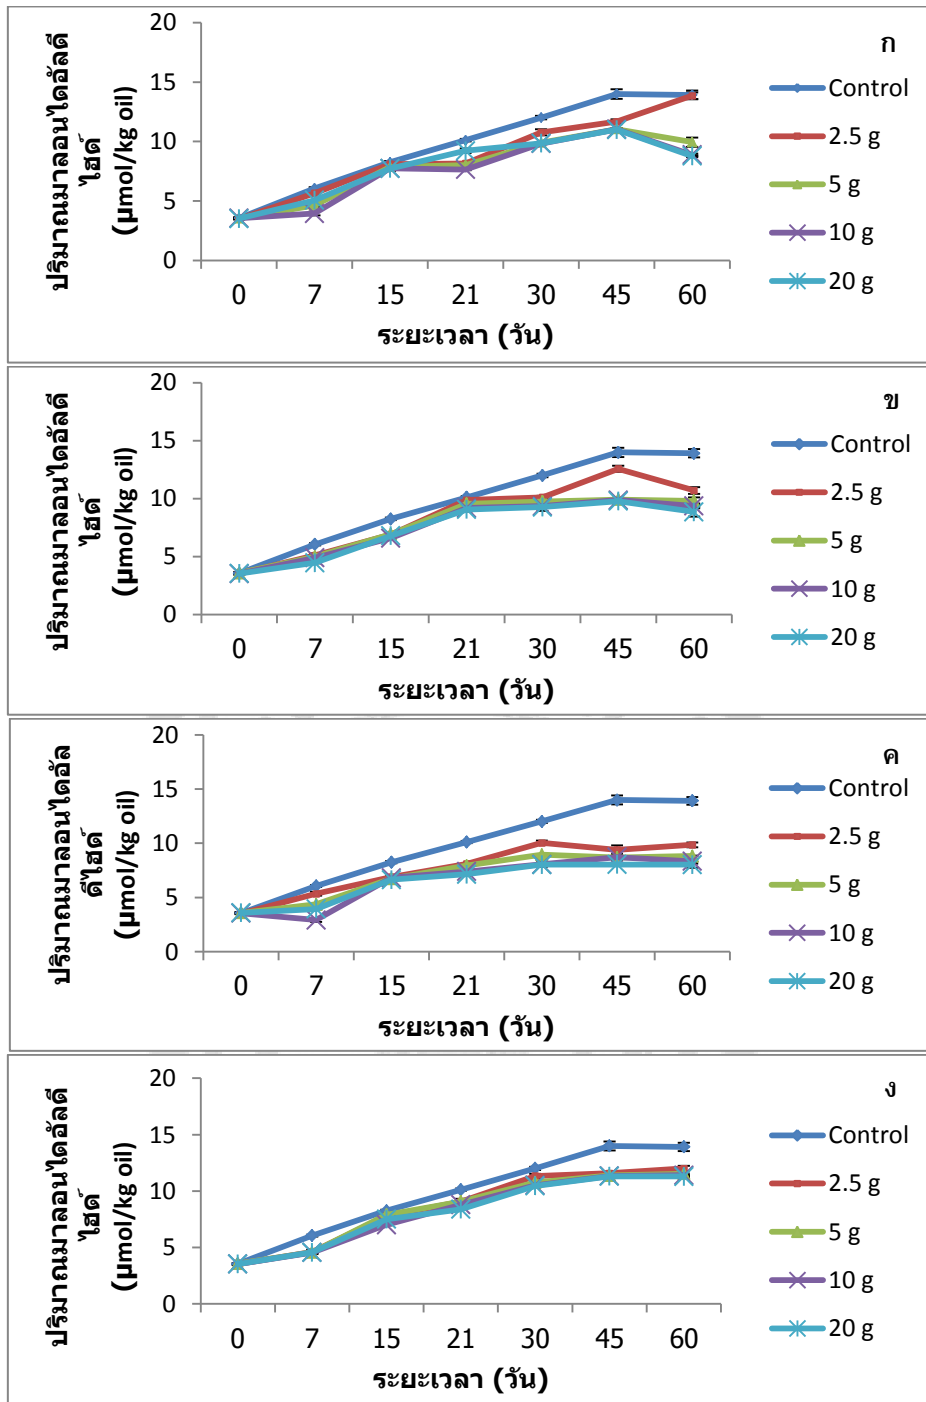 ก
ปริมาณมาลอนไดอัลดี
ไฮด์
(µmol/kg oil)
20
15
10
5
0
0 7 15 21 30 45 60
ระยะเวลา (วัน)
Control
2.5 g
5 g
10 g
20 g
ข
ปริมาณมาลอนไดอัลดี
ไฮด์
(µmol/kg oil)
20
15
10
5
0
0 7 15 21 30 45 60
ระยะเวลา (วัน)
Control
2.5 g
5 g
10 g
20 g
ค
ปริมาณมาลอนไดอัล
ดีไฮด์
(µmol/kg oil)
20
15
10
5
0
0 7 15 21 30 45 60
ระยะเวลา (วัน)
Control
2.5 g
5 g
10 g
20 g
ง
ปริมาณมาลอนไดอัลดี
ไฮด์
(µmol/kg oil)
20
15
10
5
0
0 7 15 21 30 45 60
ระยะเวลา (วัน)
Control
2.5 g
5 g
10 g
20 g